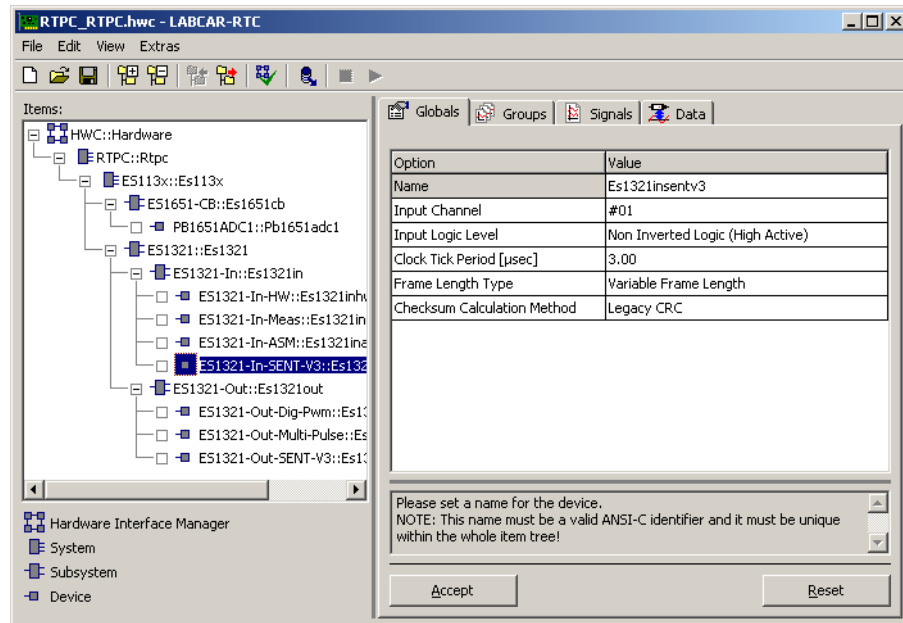 RTPC_RTPC.hwc - LABCAR-RTC
File Edit View Extras
Items:
HWC::Hardware
RTPC::Rtpc
ES113x::Es113x
ES1651-CB::Es1651cb
PB1651ADC1::Pb1651adc1
ES1321::Es1321
ES1321-In::Es1321in
ES1321-In-HW::Es1321inh
ES1321-In-Meas::Es1321in
ES1321-In-ASM::Es1321ina
ES1321-In-SENT-V3::Es132
ES1321-Out::Es1321out
ES1321-Out-Dig-Pwm::Es13
ES1321-Out-Multi-Pulse::Es
ES1321-Out-SENT-V3::Es13
Hardware Interface Manager
System
Subsystem
Device
Globals Groups Signals Data
Option Value
Name Es1321insentv3
Input Channel #01
Input Logic Level Non Inverted Logic (High Active)
Clock Tick Period [µsec] 3.00
Frame Length Type Variable Frame Length
Checksum Calculation Method Legacy CRC
Please set a name for the device.
NOTE: This name must be a valid ANSI-C identifier and it must be unique
within the whole item tree!
Accept Reset